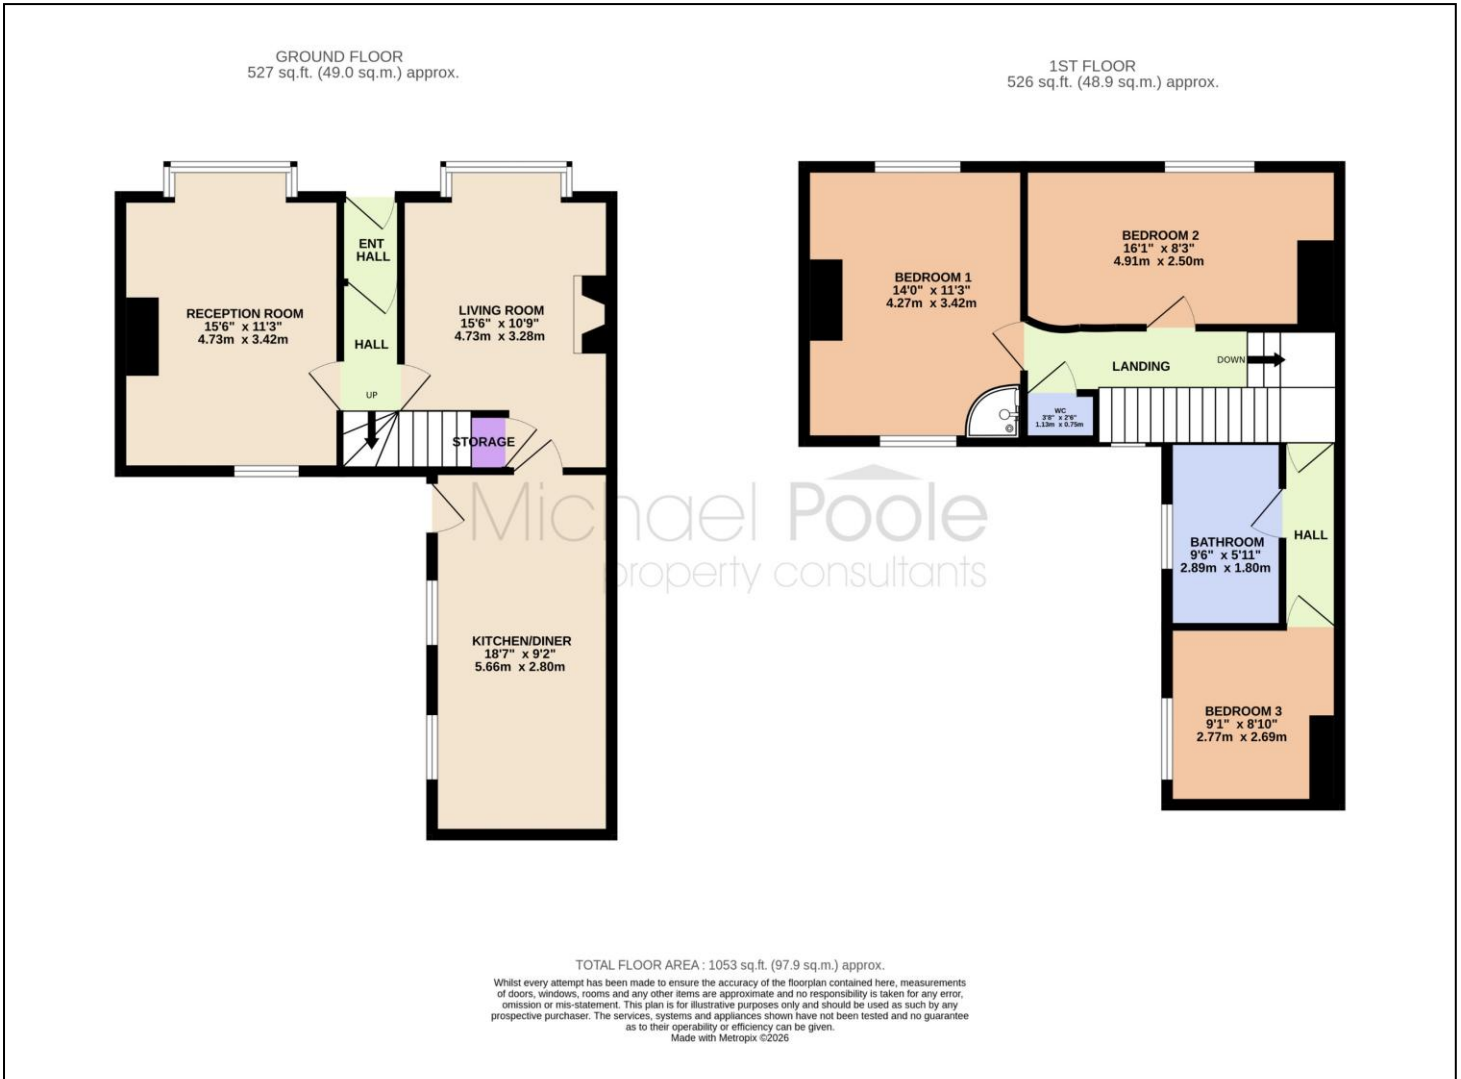 GROUND FLOOR
527 sq.ft. (49.0 sq.m.) approx.
1ST FLOOR
526 sq.ft. (48.9 sq.m.) approx.
ENT
HALL
RECEPTION ROOM
15'6" x 11'3"
4.73m x 3.42m
LIVING ROOM
15'6" x 10'9"
4.73m x 3.28m
HALL
UP
STORAGE
KITCHEN/DINER
18'7" x 9'2"
5.66m x 2.80m
BEDROOM 1
14'0" x 11'3"
4.27m x 3.42m
BEDROOM 2
16'1" x 8'3"
4.91m x 2.50m
LANDING
DOWN
WC
3'8" x 2'6"
1.13m x 0.75m
BATHROOM
9'6" x 5'11"
2.89m x 1.80m
HALL
BEDROOM 3
9'1" x 8'10"
2.77m x 2.69m
Michael Poole
property consultants
TOTAL FLOOR AREA : 1053 sq.ft. (97.9 sq.m.) approx.
Whilst every attempt has been made to ensure the accuracy of the floorplan contained here, measurements
of doors, windows, rooms and any other items are approximate and no responsibility is taken for any error,
omission or mis-statement. This plan is for illustrative purposes only and should be used as such by any
prospective purchaser. The services, systems and appliances shown have not been tested and no guarantee
as to their operability or efficiency can be given.
Made with Metropix ©2026